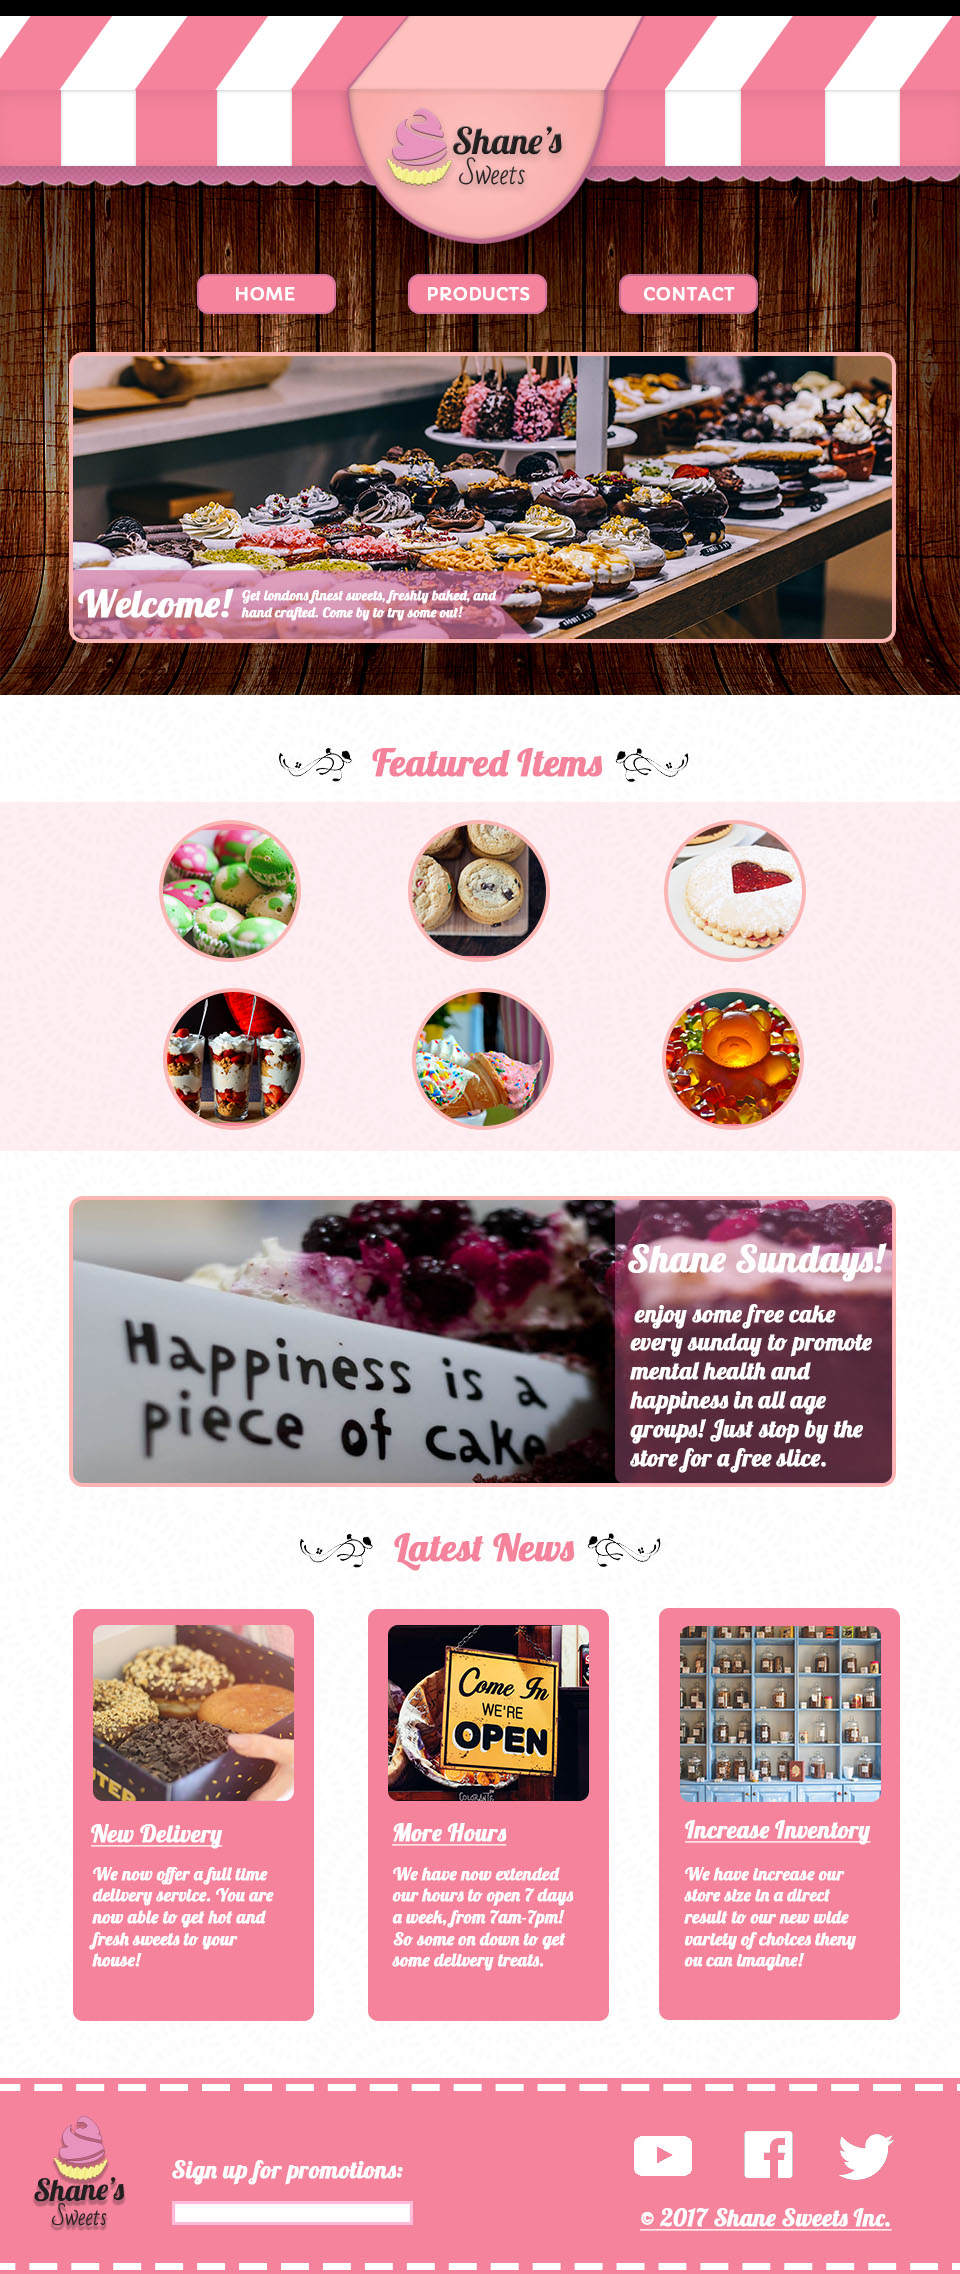 Shane's
Sweets
HOME
PRODUCTS
CONTACT
Welcome!
Get londons finest sweets, freshly baked, and
hand crafted. Come by to try some out!
Featured Items
Happiness is a
piece of cake
Shane Sundays!
enjoy some free cake
every sunday to promote
mental health and
happiness in all age
groups! Just stop by the
store for a free slice.
Latest News
Come In
WE'RE
OPEN
COLORANTE
New Delivery
We now offer a full time
delivery service. You are
now able to get hot and
fresh sweets to your
house!
More Hours
We have now extended
our hours to open 7 days
a week, from 7am-7pm!
So some on down to get
some delivery treats.
Increase Inventory
We have increase our
store size in a direct
result to our new wide
variety of choices theny
ou can imagine!
Shane's
Sweets
Sign up for promotions:
© 2017 Shane Sweets Inc.